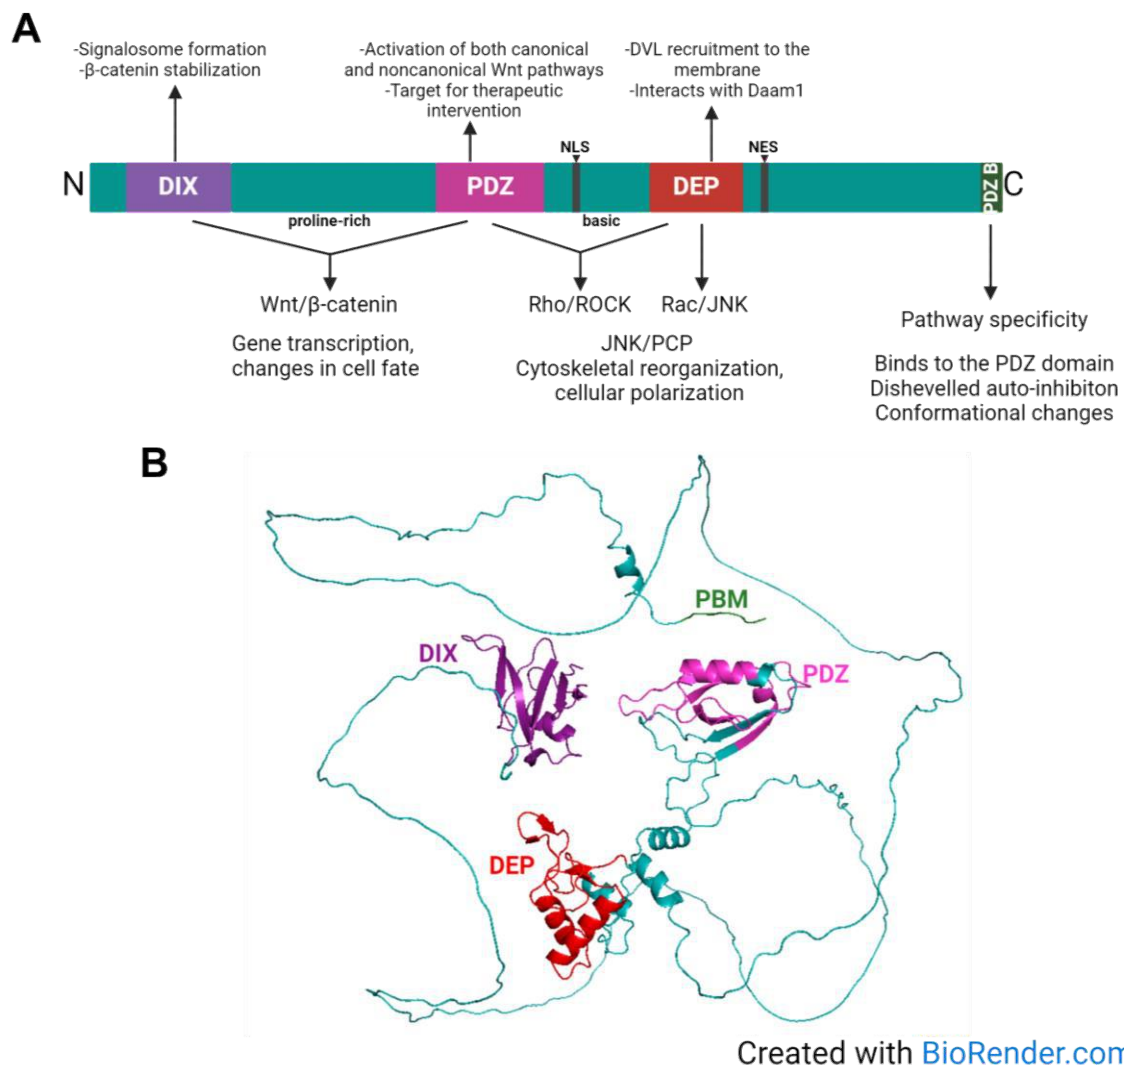 A
-Signalosome formation
-β-catenin stabilization
-Activation of both canonical
and noncanonical Wnt pathways
-Target for therapeutic
intervention
-DVL recruitment to the
membrane
-Interacts with Daam1
NLS
NES
N
DIX
PDZ
DEP
PDZ B
C
proline-rich
basic
Wnt/β-catenin
Gene transcription,
changes in cell fate
Rho/ROCK
Rac/JNK
JNK/PCP
Cytoskeletal reorganization,
cellular polarization
Pathway specificity
Binds to the PDZ domain
Dishevelled auto-inhibiton
Conformational changes
B
PBM
DIX
PDZ
DEP
Created with BioRender.com